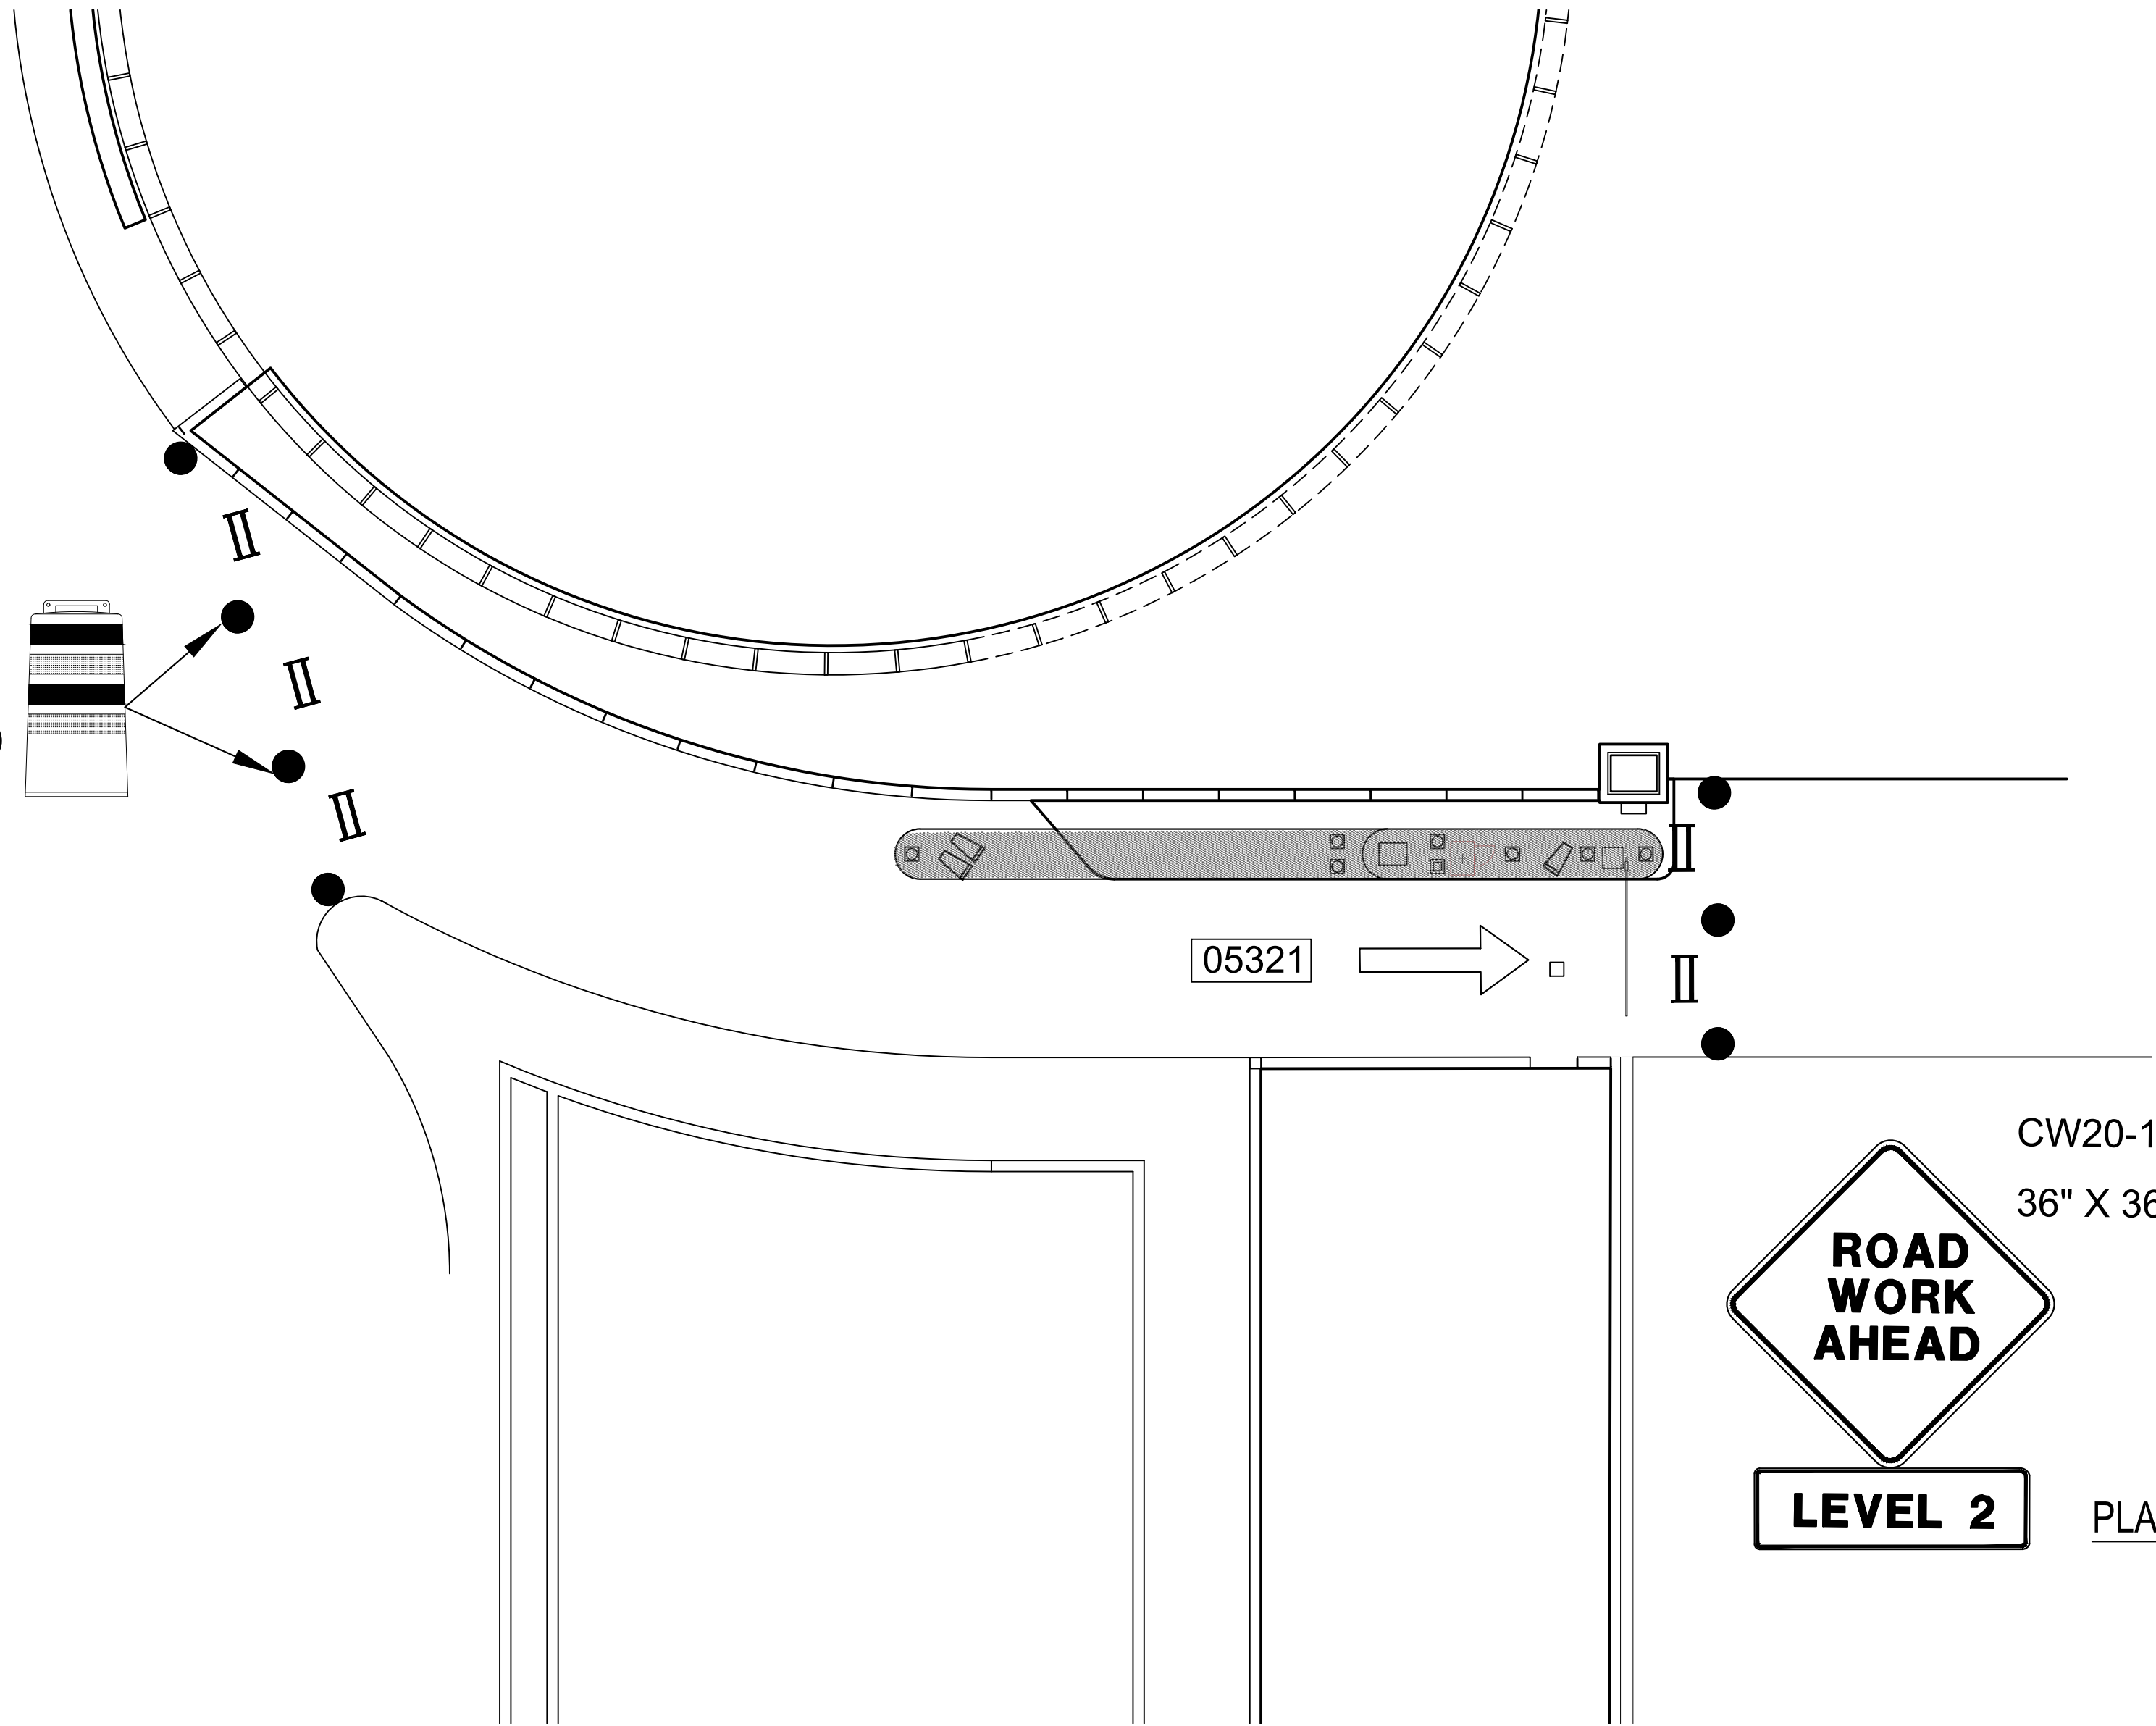 05321
CW20-1
36" X 36
ROAD
WORK
AHEAD
LEVEL 2
PLA